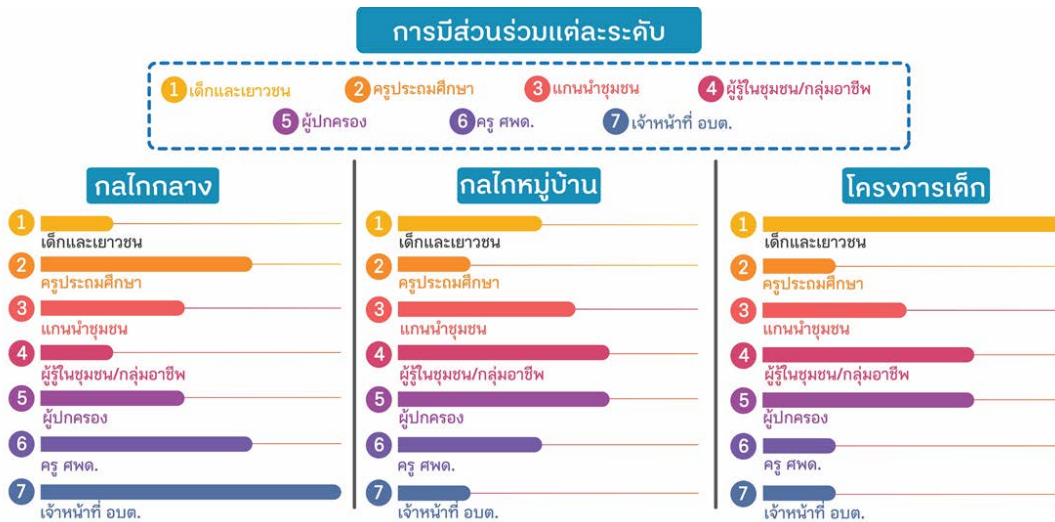 การมีส่วนร่วมแต่ละระดับ
1 เด็กและเยาวชน 2 ครูประถมศึกษา 3 แกนนำชุมชน 4 ผู้รู้ในชุมชน/กลุ่มอาชีพ
5 ผู้ปกครอง 6 ครู ศพด. 7 เจ้าหน้าที่ อบต.
กลไกกลาง
1
เด็กและเยาวชน
2
ครูประถมศึกษา
3
แกนนำชุมชน
4
ผู้รู้ในชุมชน/กลุ่มอาชีพ
5
ผู้ปกครอง
6
ครู ศพด.
7
เจ้าหน้าที่ อบต.
กลไกหมู่บ้าน
1
เด็กและเยาวชน
2
ครูประถมศึกษา
3
แกนนำชุมชน
4
ผู้รู้ในชุมชน/กลุ่มอาชีพ
5
ผู้ปกครอง
6
ครู ศพด.
7
เจ้าหน้าที่ อบต.
โครงการเด็ก
1
เด็กและเยาวชน
2
ครูประถมศึกษา
3
แกนนำชุมชน
4
ผู้รู้ในชุมชน/กลุ่มอาชีพ
5
ผู้ปกครอง
6
ครู ศพด.
7
เจ้าหน้าที่ อบต.